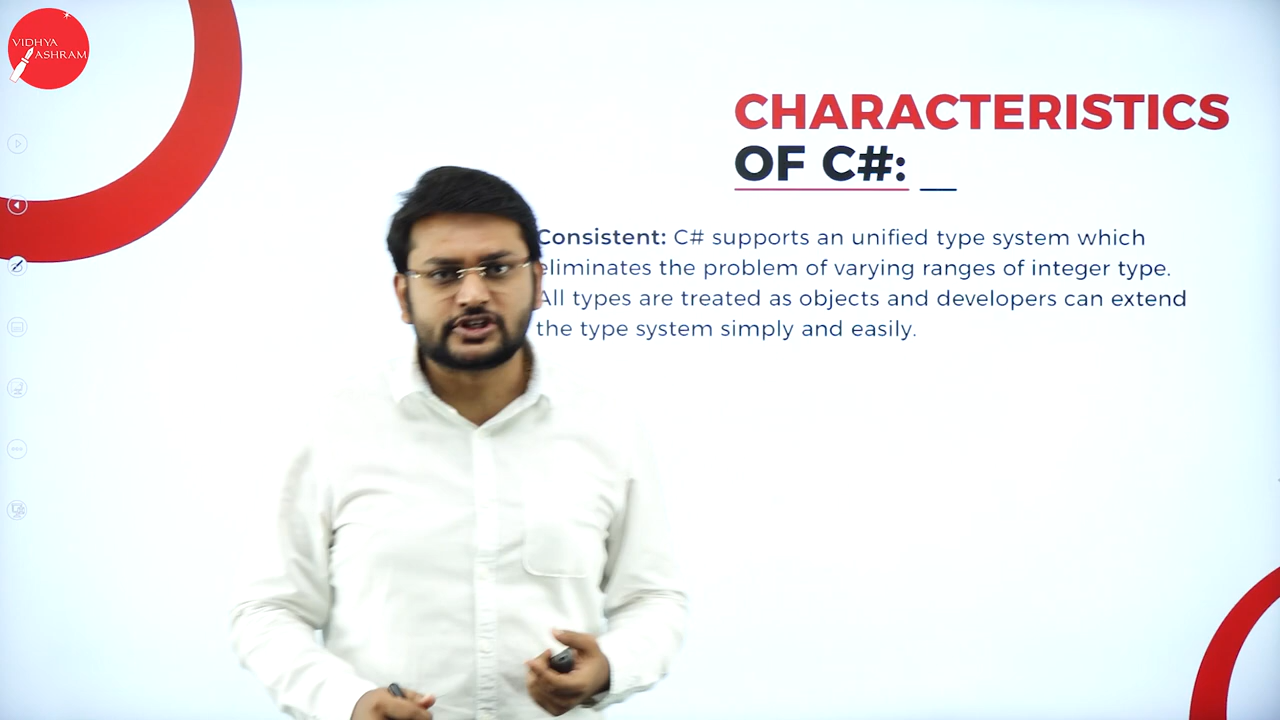 VIDHYA
ASHRAM
CHARACTERISTICS
OF C#:
Consistent: C# supports an unified type system which
eliminates the problem of varying ranges of integer type.
All types are treated as objects and developers can extend
the type system simply and easily.